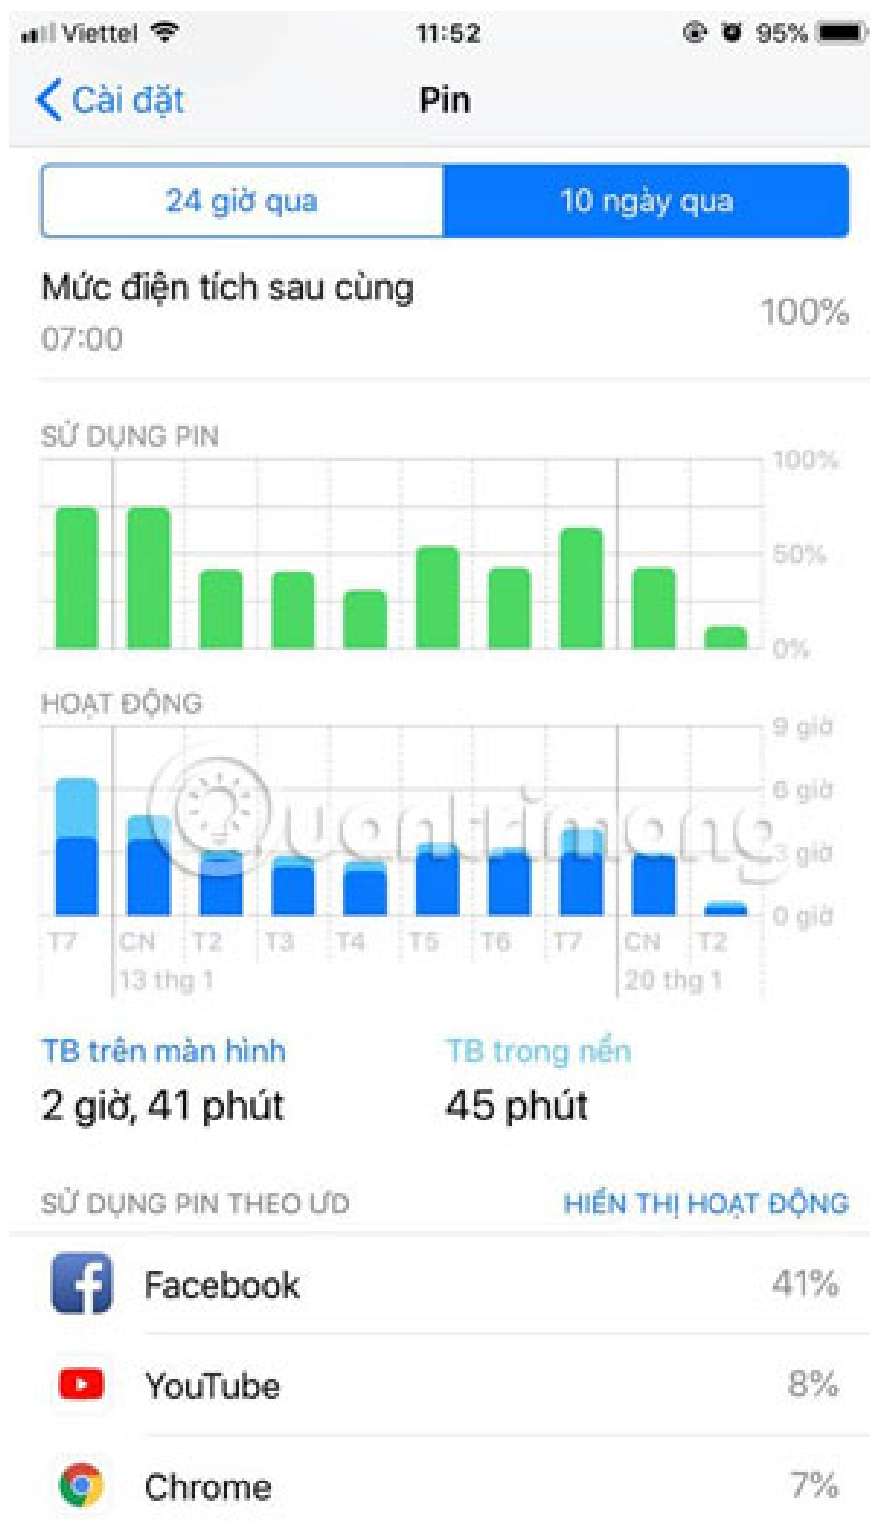 Viettel 11:52 95%
Cài đặt Pin
24 giờ qua 10 ngày qua
Mức điện tích sau cùng
100%
07:00
SỬ DỤNG PIN
100%
50%
0%
HOẠT ĐỘNG
9 giờ
6 giờ
Quantrimang
3 giờ
0 giờ
T7 CN T2 T3 T4 T5 T6 T7 CN T2
13 thg 1 20 thg 1
TB trên màn hình TB trong nền
2 giờ, 41 phút 45 phút
SỬ DỤNG PIN THEO ƯD HIỂN THỊ HOẠT ĐỘNG
Facebook 41%
YouTube 8%
Chrome 7%